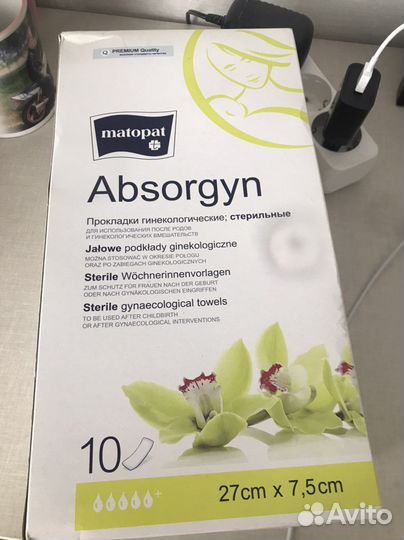 Q PREMIUM Quality
matopat
Absorgyn
Прокладки гинекологические; стерильные
ДЛЯ ИСПОЛЬЗОВАНИЯ ПОСЛЕ РОДОВ
И ГИНЕКОЛОГИЧЕСКИХ ВМЕШАТЕЛЬСТВ
Jałowe podkłady ginekologiczne
MOŻNA STOSOWAĆ W OKRESIE POŁOGU
ORAZ PO ZABIEGACH GINEKOLOGICZNYCH
Sterile Wöchnerinnenvorlagen
ZUM SCHUTZ FÜR FRAUEN NACH DER GEBURT
ODER NACH GYNÄKOLOGISCHEN EINGRIFFEN
Sterile gynaecological towels
TO BE USED AFTER CHILDBIRTH
OR AFTER GYNAECOLOGICAL INTERVENTIONS
10
27cm x 7,5cm
Avito